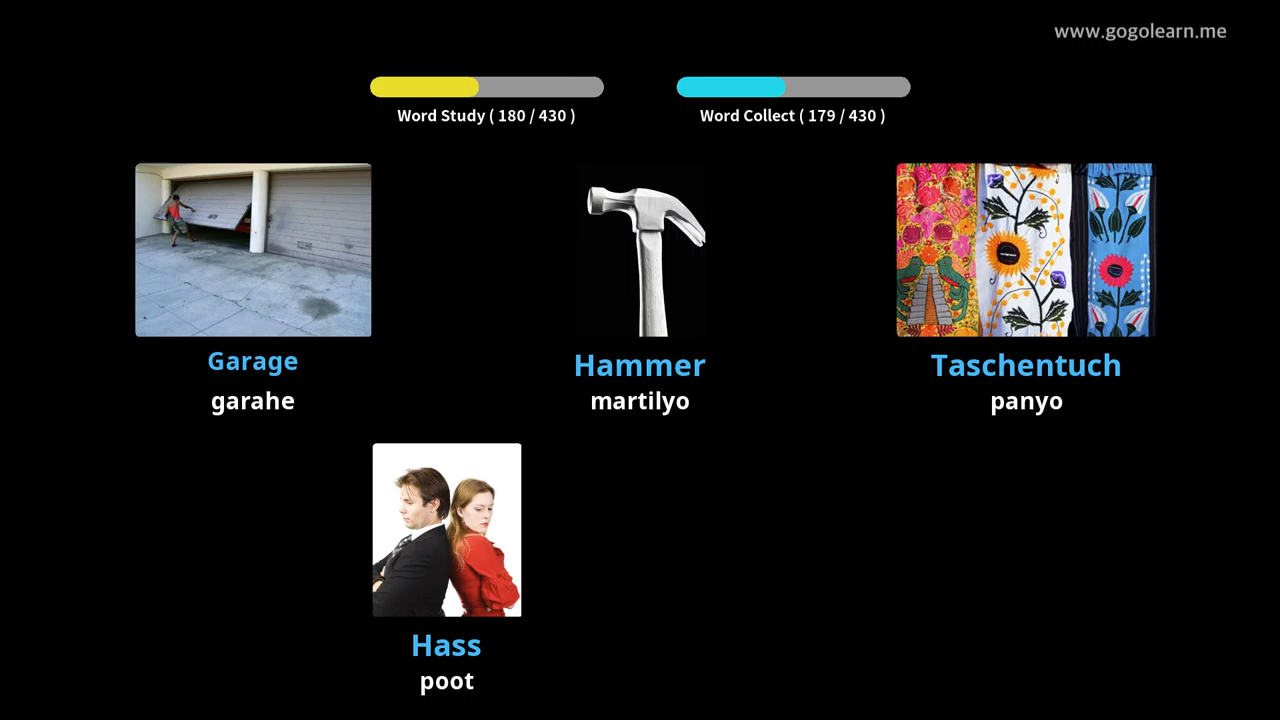 www.gogolearn.me
Word Study ( 180 / 430 )
Word Collect ( 179 / 430 )
Garage
garahe
Hammer
martilyo
Taschentuch
panyo
Hass
poot